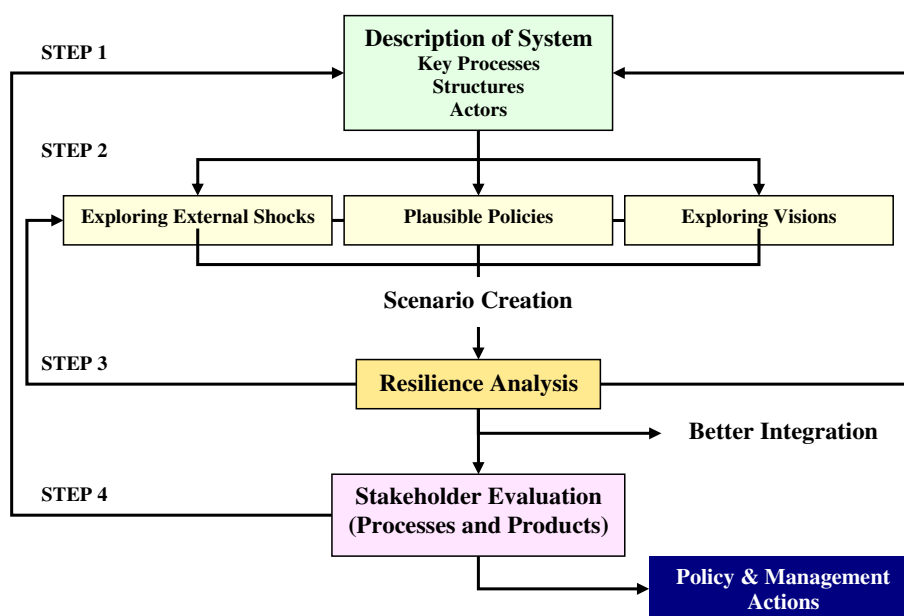 STEP 1
Description of System
Key Processes
Structures
Actors
STEP 2
Exploring External Shocks
Plausible Policies
Exploring Visions
Scenario Creation
STEP 3
Resilience Analysis
Better Integration
STEP 4
Stakeholder Evaluation
(Processes and Products)
Policy & Management
Actions